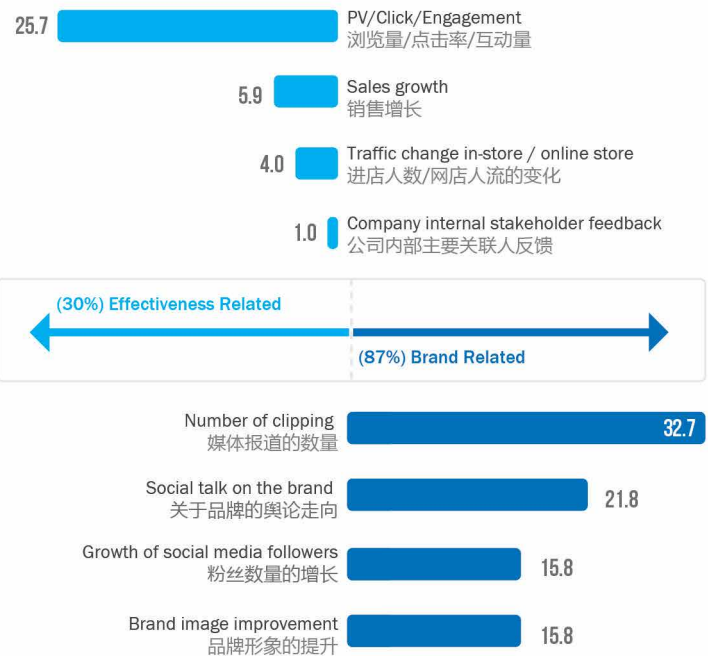 25.7
PV/Click/Engagement
浏览量/点击率/互动量
5.9
Sales growth
销售增长
4.0
Traffic change in-store / online store
进店人数/网店人流的变化
1.0
Company internal stakeholder feedback
公司内部主要关联人反馈
(30%) Effectiveness Related
(87%) Brand Related
Number of clipping
媒体报道的数量
32.7
Social talk on the brand
关于品牌的舆论走向
21.8
Growth of social media followers
粉丝数量的增长
15.8
Brand image improvement
品牌形象的提升
15.8